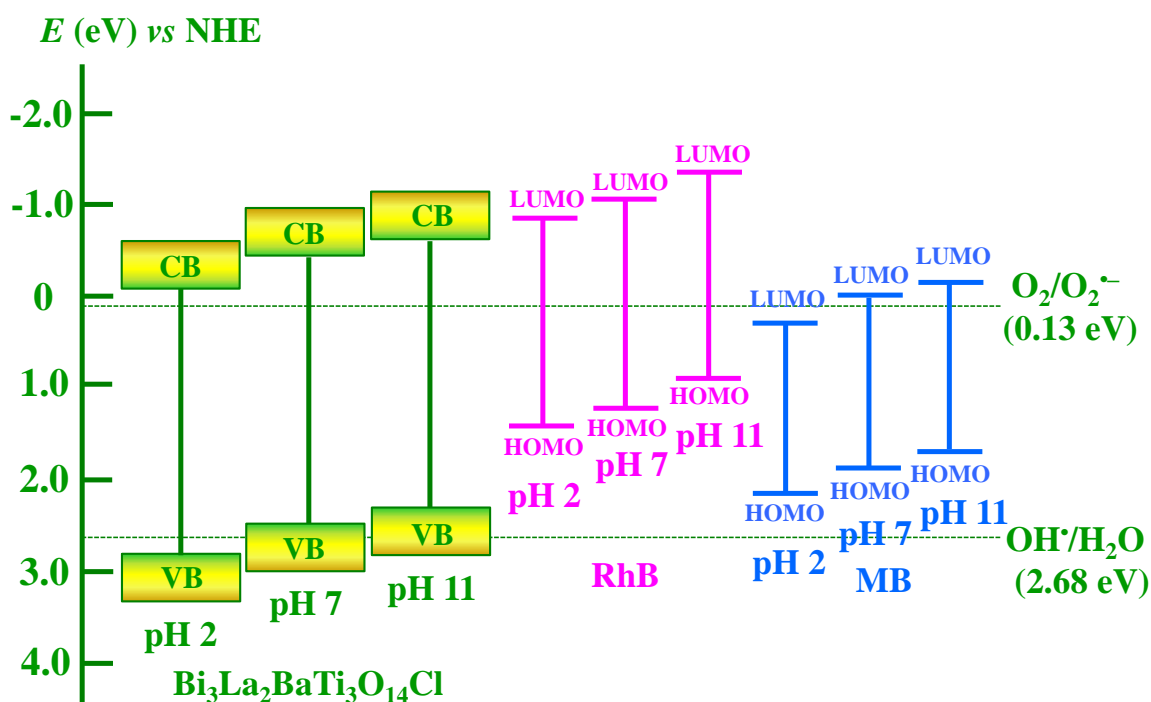 E (eV) vs NHE
-2.0
-1.0
0
1.0
2.0
3.0
4.0
CB
VB
pH 2
CB
VB
pH 7
CB
VB
pH 11
Bi₃La₂BaTi₃O₁₄Cl
LUMO
HOMO
pH 2
LUMO
HOMO
pH 7
LUMO
HOMO
pH 11
RhB
LUMO
HOMO
pH 2
LUMO
HOMO
pH 7
LUMO
HOMO
pH 11
MB
O₂/O₂•–
(0.13 eV)
OH•/H₂O
(2.68 eV)